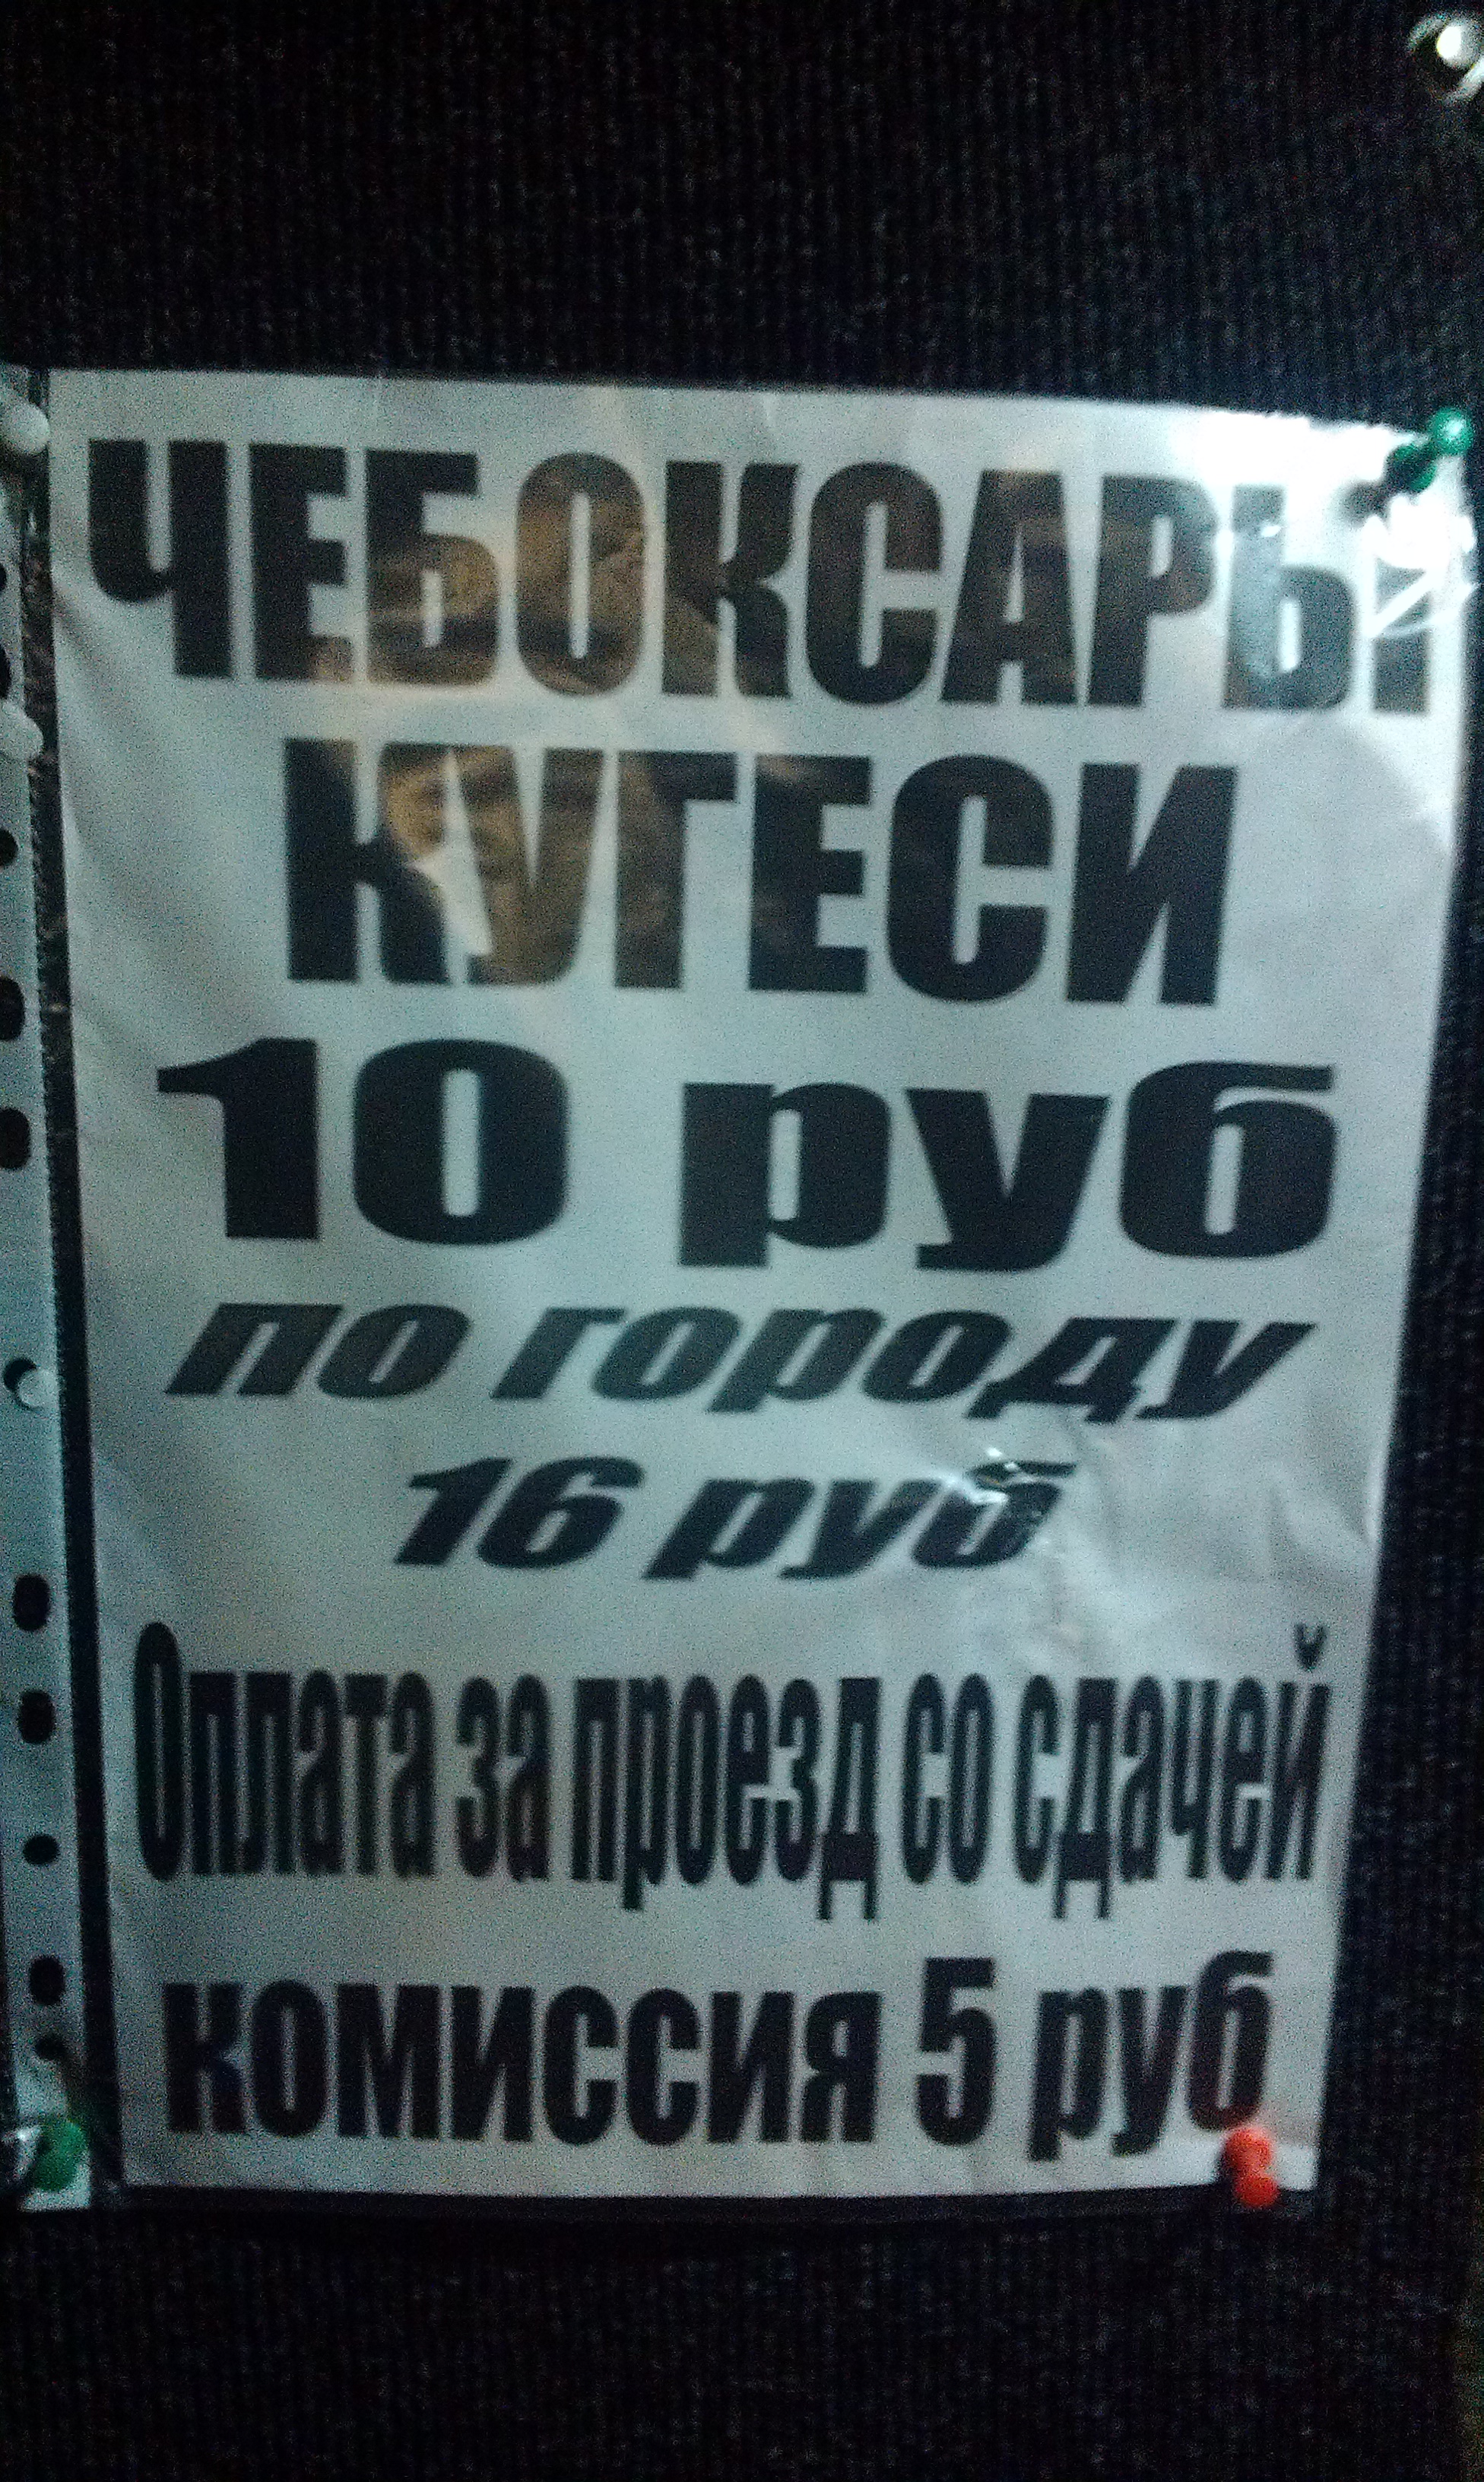 ЧЕБОКСАРЫ
КУГЕСИ
10 руб
по городу
16 руб
Оплата за проезд со сдачей
комиссия 5 руб